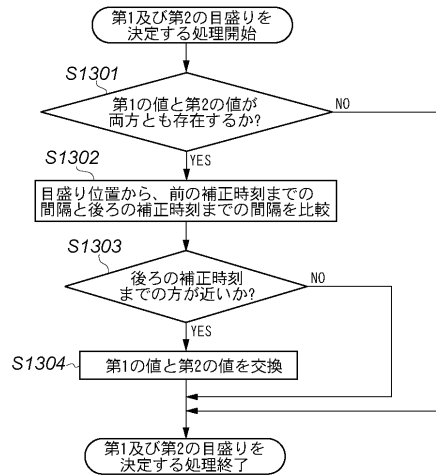 第1及び第2の目盛りを
決定する処理開始
S1301
第1の値と第2の値が
両方とも存在するか?
NO
YES
S1302
目盛り位置から、前の補正時刻までの
間隔と後ろの補正時刻までの間隔を比較
S1303
後ろの補正時刻
までの方が近いか?
NO
YES
S1304
第1の値と第2の値を交換
第1及び第2の目盛りを
決定する処理終了